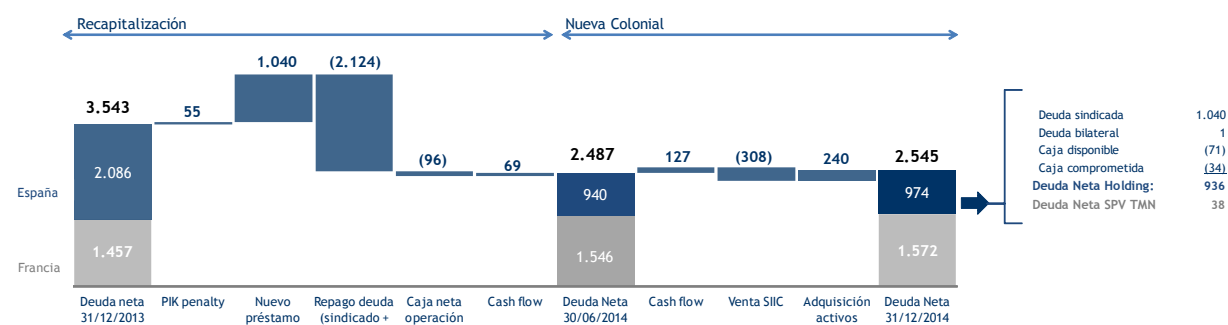 Recapitalización
Nueva Colonial
1.040
(2.124)
3.543
55
2.086
(96)
69
2.487
127
(308)
240
2.545
940
974
España
1.457
1.546
1.572
Francia
Deuda neta
31/12/2013
PIK penalty
Nuevo
préstamo
Repago deuda
(sindicado +
Caja neta
operación
Cash flow
Deuda Neta
30/06/2014
Cash flow
Venta SIIC
Adquisición
activos
Deuda Neta
31/12/2014
Deuda sindicada 1.040
Deuda bilateral 1
Caja disponible (71)
Caja comprometida (34)
Deuda Neta Holding: 936
Deuda Neta SPV TMN 38